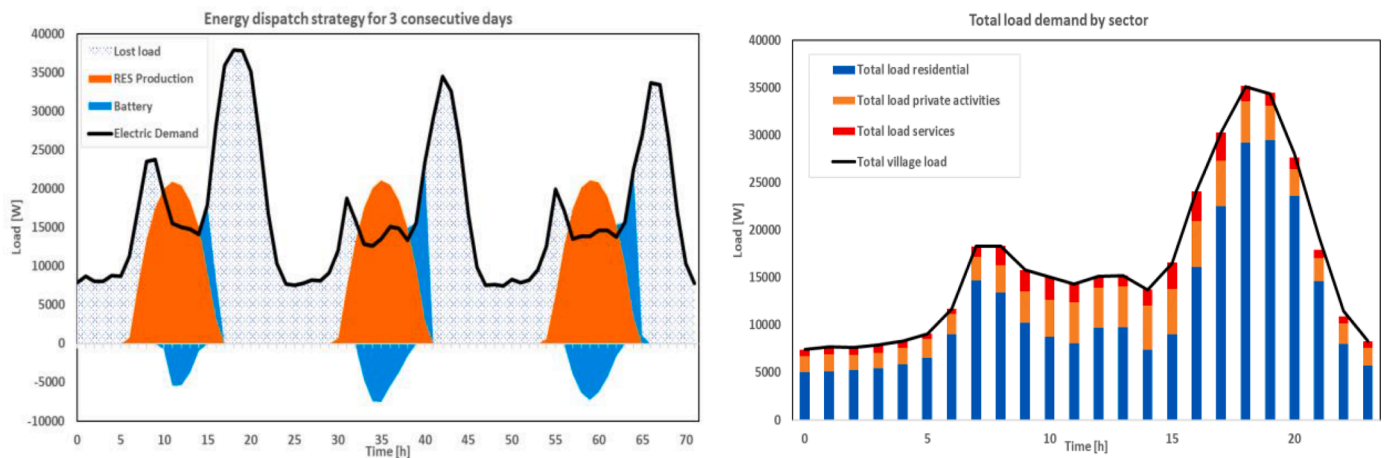 Energy dispatch strategy for 3 consecutive days
40000
35000
30000
25000
20000
15000
10000
5000
0
-5000
-10000
Load [W]
Lost load
RES Production
Battery
Electric Demand
0 5 10 15 20 25 30 35 40 45 50 55 60 65 70
Time [h]
Total load demand by sector
40000
35000
30000
25000
20000
15000
10000
5000
0
Load [W]
Total load residential
Total load private activities
Total load services
Total village load
0 5 10 15 20
Time [h]